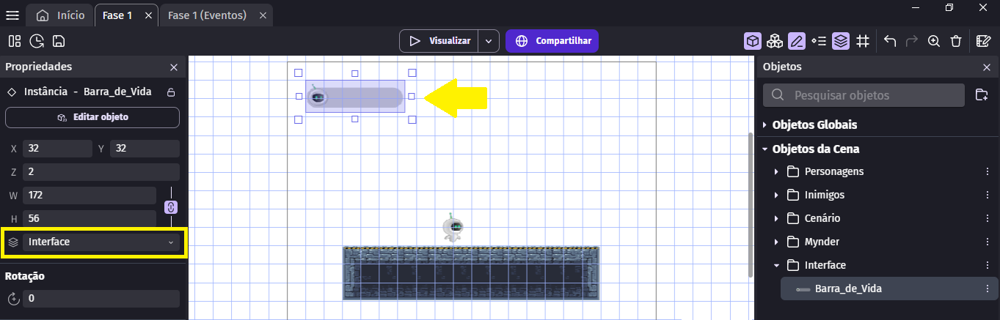 Início
Fase 1
Fase 1 (Eventos)
Visualizar
Compartilhar
Propriedades
Instância - Barra_de_Vida
Editar objeto
X 32 Y 32
Z 2
W 172
H 56
Interface
Rotação
0
Objetos
Pesquisar objetos
Objetos Globais
Objetos da Cena
Personagens
Inimigos
Cenário
Mynder
Interface
Barra_de_Vida